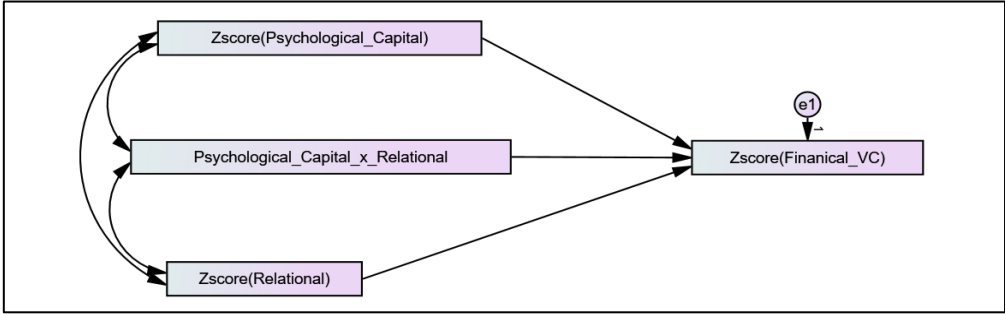 Zscore(Psychological_Capital)
e1
1
Psychological_Capital_x_Relational
Zscore(Finanical_VC)
Zscore(Relational)